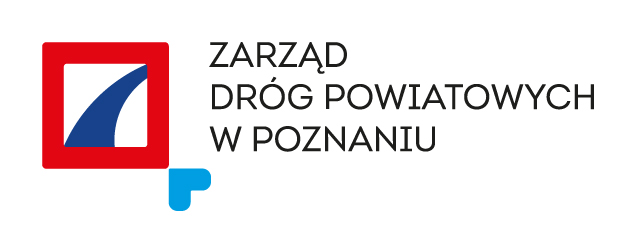 ZARZĄD
DRÓG POWIATOWYCH
W POZNANIU